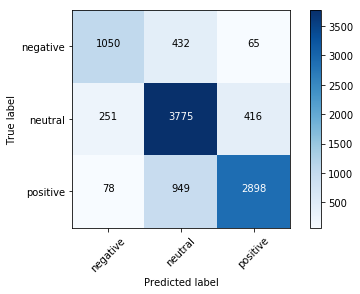 negative 1050 432 65
neutral 251 3775 416
positive 78 949 2898
negative neutral positive
True label
Predicted label
3500
3000
2500
2000
1500
1000
500